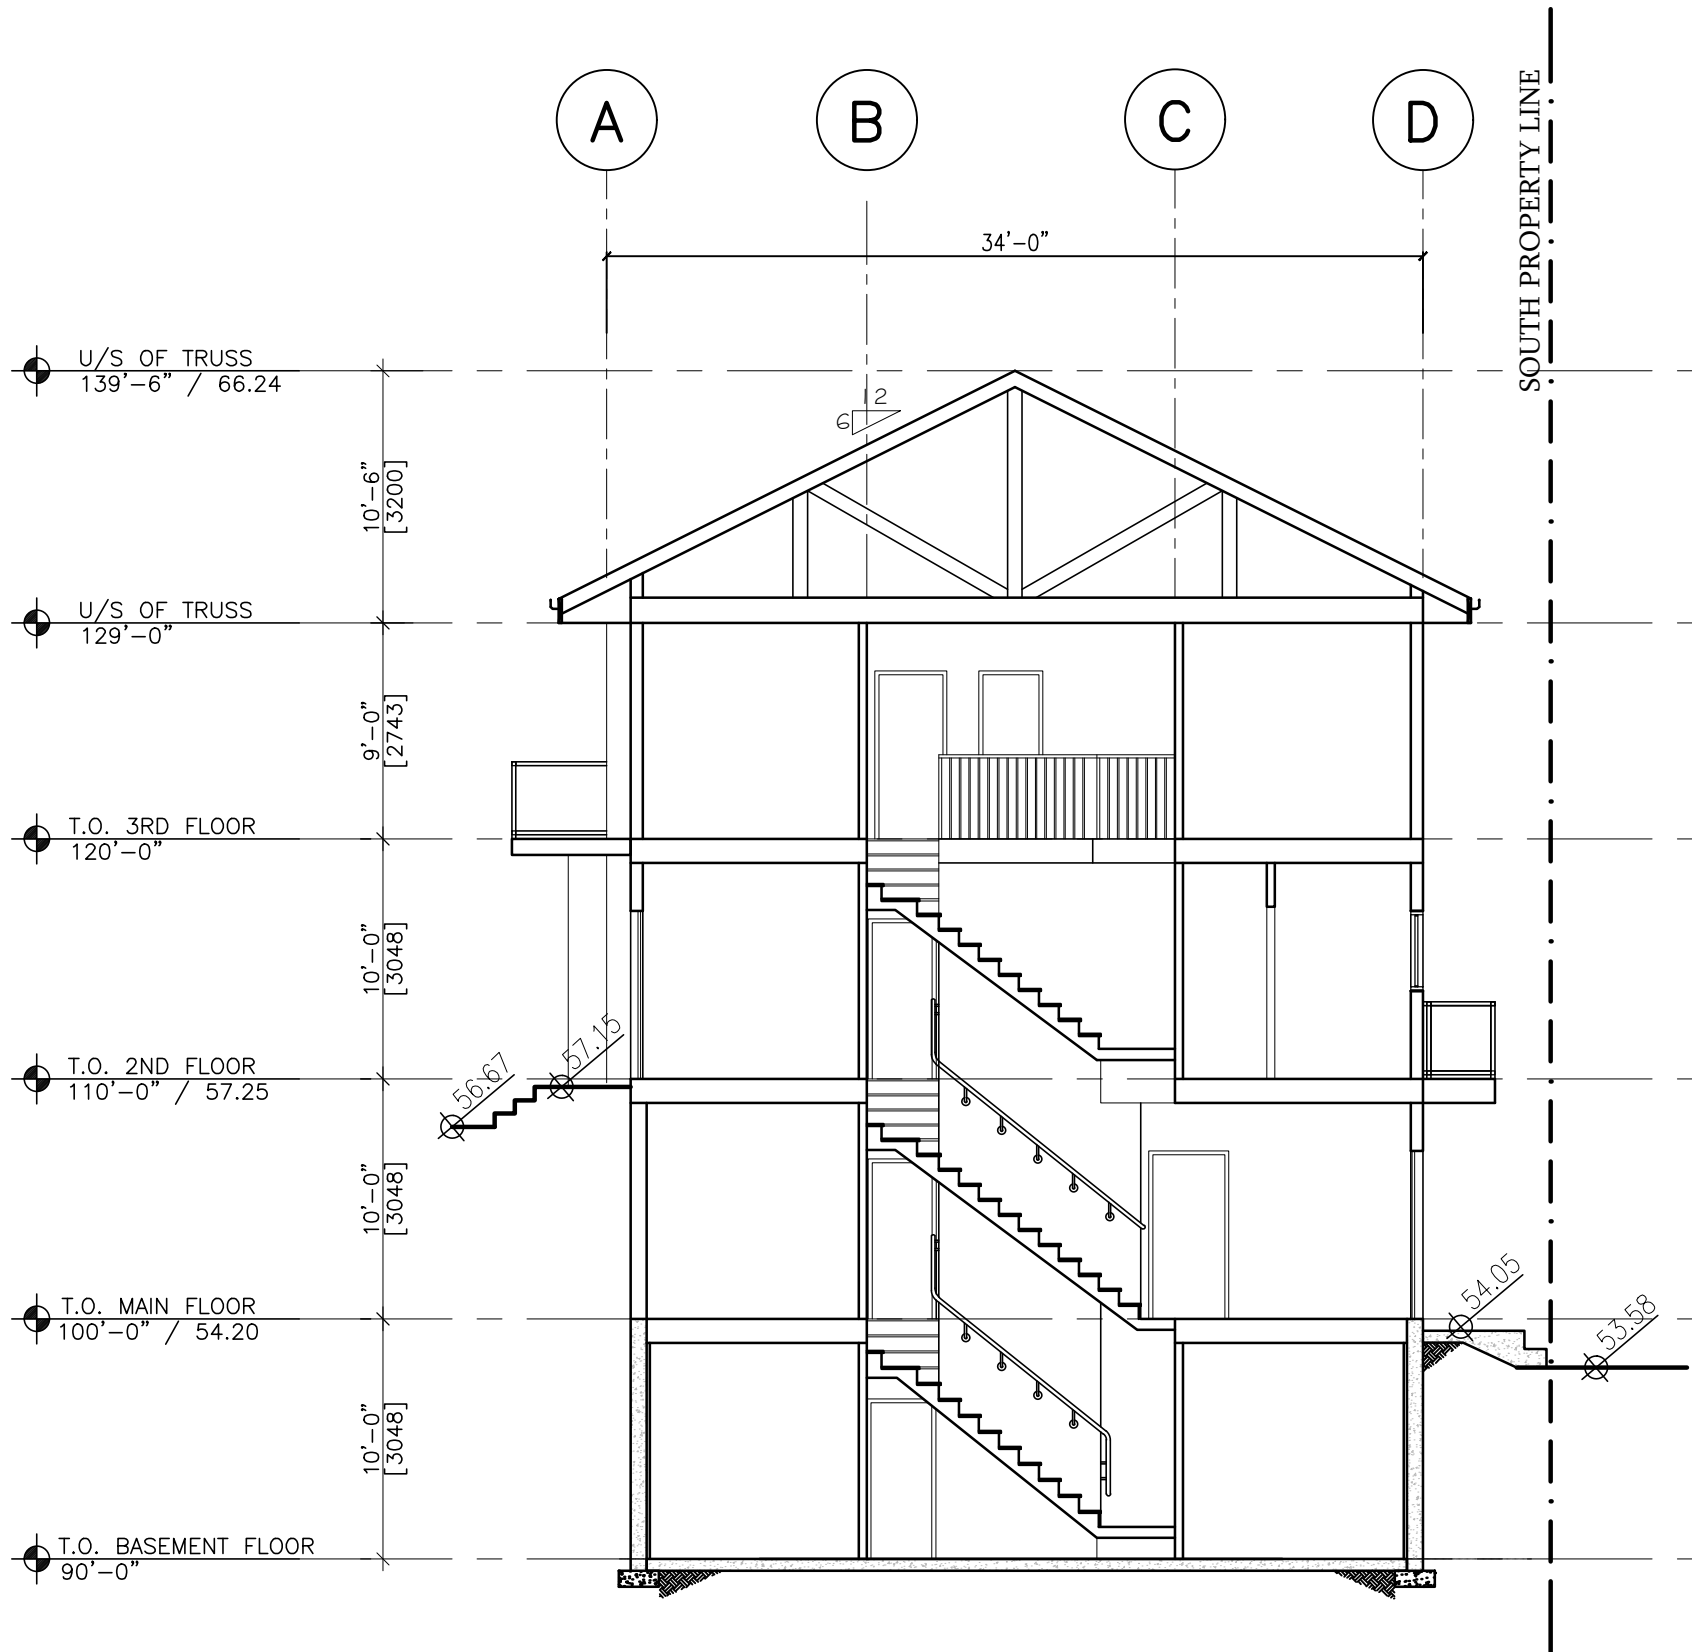 A
B
C
D
SOUTH PROPERTY LINE
34'-0"
U/S OF TRUSS
139'-6" / 66.24
12
6
10'-6"
[3200]
U/S OF TRUSS
129'-0"
9'-0"
[2743]
T.O. 3RD FLOOR
120'-0"
10'-0"
[3048]
56.67
57.15
T.O. 2ND FLOOR
110'-0" / 57.25
10'-0"
[3048]
54.05
53.58
T.O. MAIN FLOOR
100'-0" / 54.20
10'-0"
[3048]
T.O. BASEMENT FLOOR
90'-0"